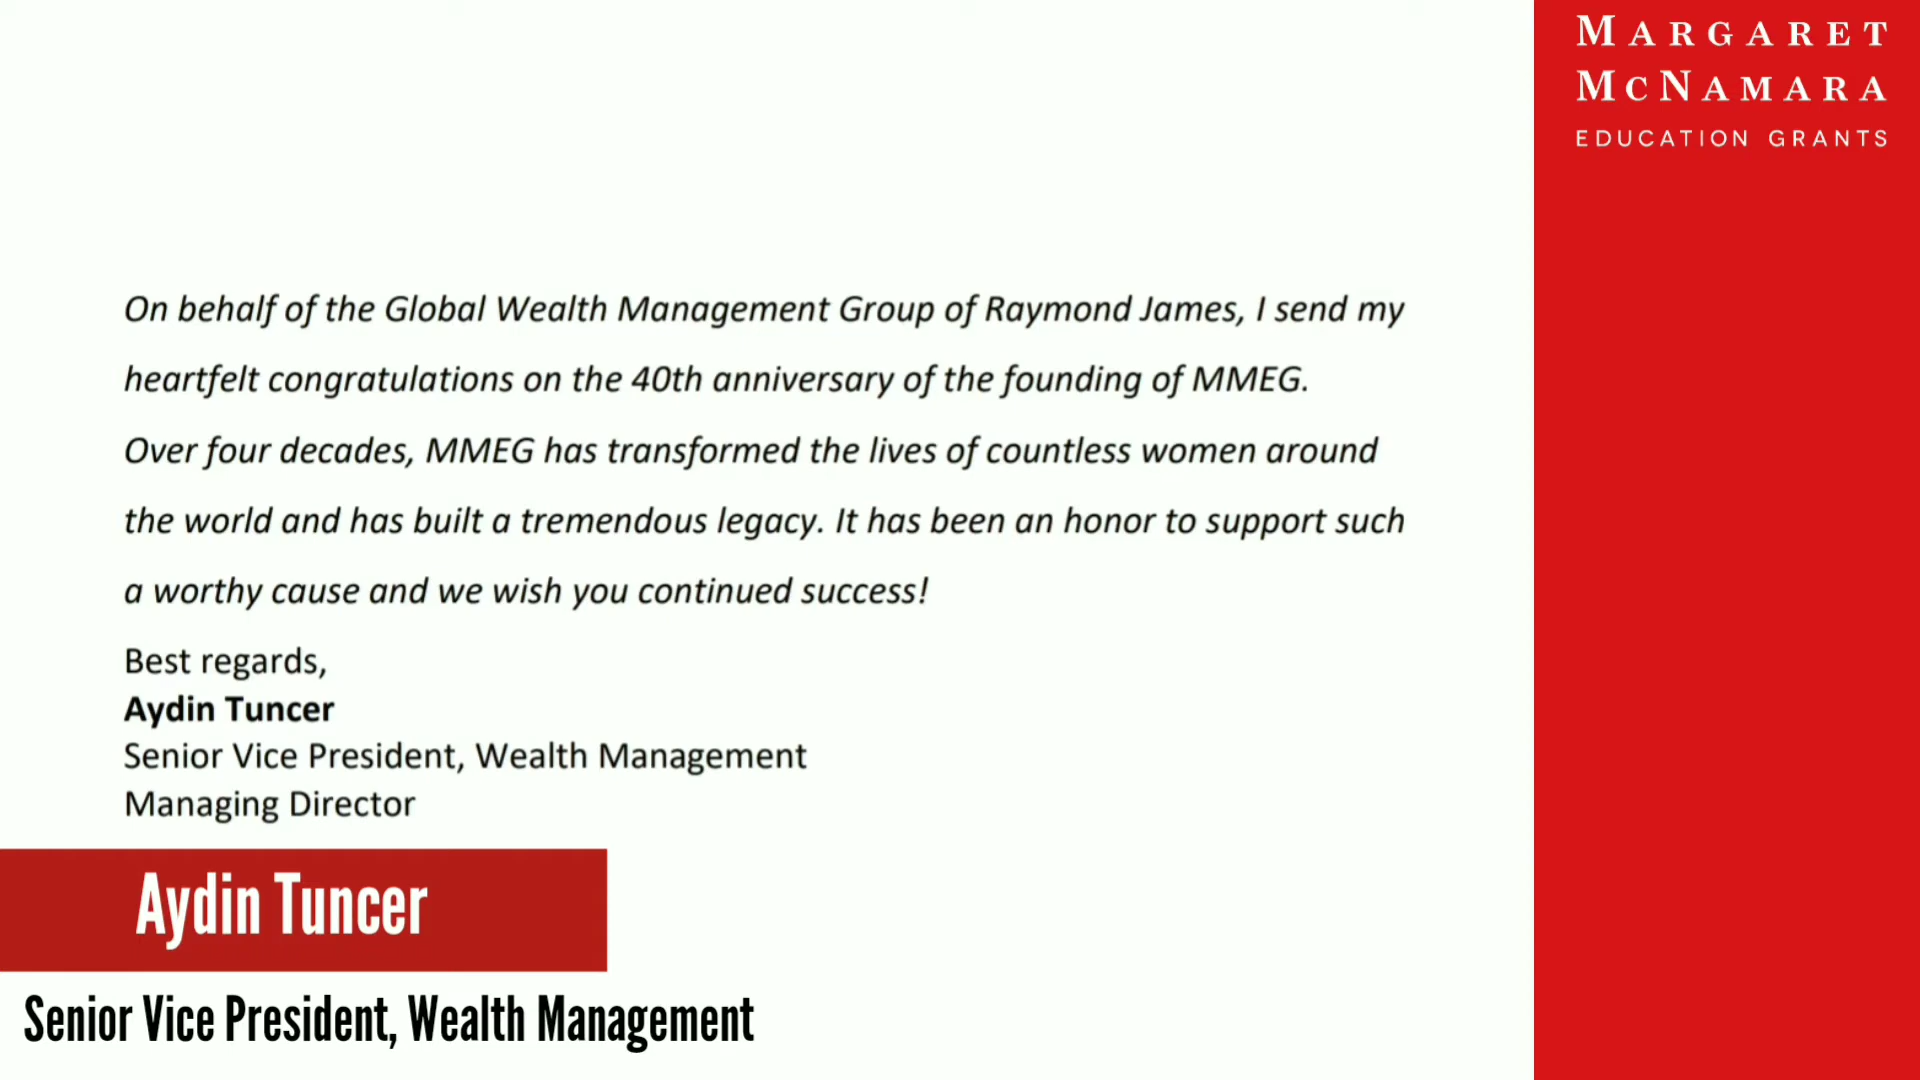 MARGARET
MCNAMARA
EDUCATION GRANTS
On behalf of the Global Wealth Management Group of Raymond James, I send my
heartfelt congratulations on the 40th anniversary of the founding of MMEG.
Over four decades, MMEG has transformed the lives of countless women around
the world and has built a tremendous legacy. It has been an honor to support such
a worthy cause and we wish you continued success!
Best regards,
Aydin Tuncer
Senior Vice President, Wealth Management
Managing Director
Aydin Tuncer
Senior Vice President, Wealth Management